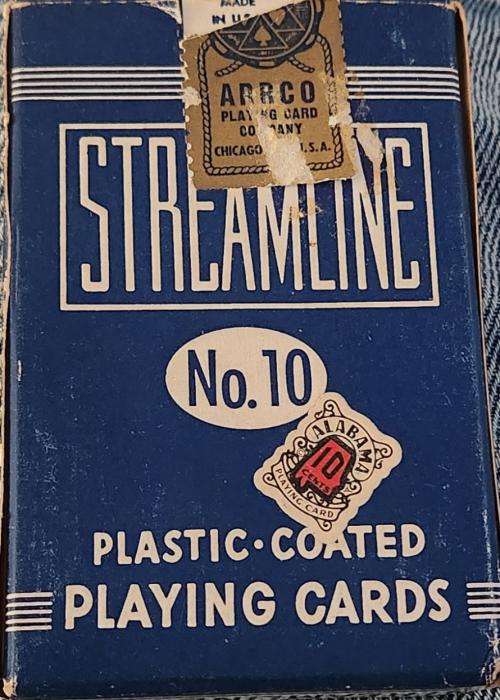 MADE
IN U.S.
ARRCO
PLAYING CARD
COMPANY
CHICAGO U.S.A.
STREAMLINE
No. 10
ALABAMA
10
CENTS
PLAYING CARD
PLASTIC·COATED
PLAYING CARDS